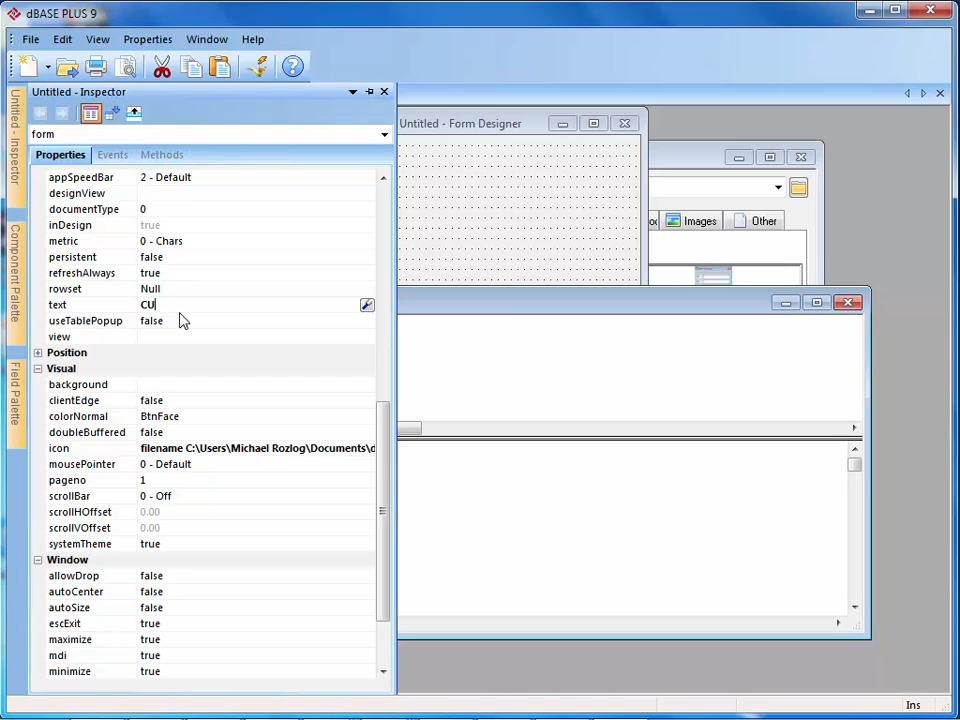 dBASE PLUS 9
File Edit View Properties Window Help
Untitled - Inspector
form
Properties Events Methods
appSpeedBar 2 - Default
designView
documentType 0
inDesign true
metric 0 - Chars
persistent false
refreshAlways true
rowset Null
text CU
useTablePopup false
view
Position
Visual
background
clientEdge false
colorNormal BtnFace
doubleBuffered false
icon filename C:\Users\Michael Rozlog\Documents\d
mousePointer 0 - Default
pageno 1
scrollBar 0 - Off
scrollHOffset 0.00
scrollVOffset 0.00
systemTheme true
Window
allowDrop false
autoCenter false
autoSize false
escExit true
maximize true
mdi true
minimize true
Untitled - Inspector
Component Palette
Field Palette
Untitled - Form Designer
Images Other
Ins